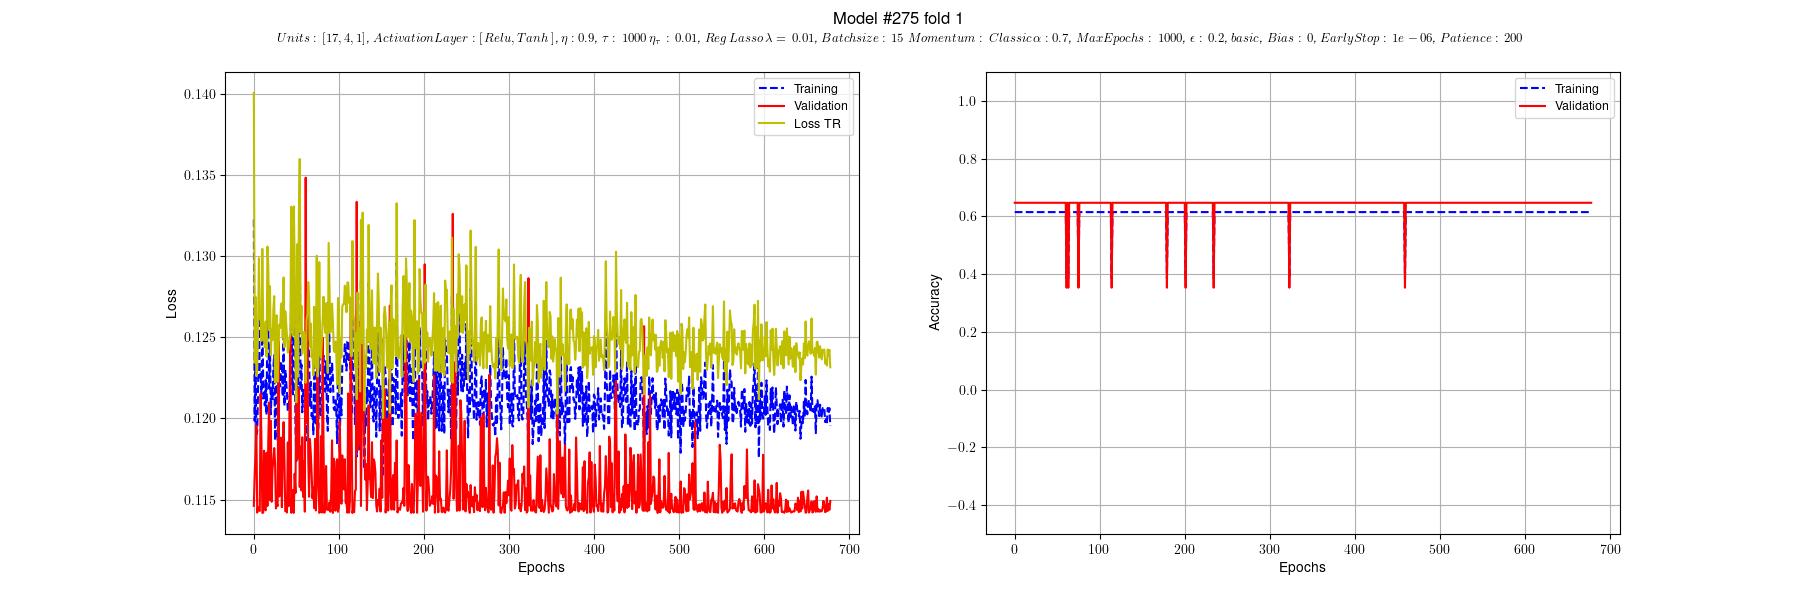 Model #275 fold 1
Units : [17, 4, 1], ActivationLayer : [Relu, Tanh], η : 0.9, τ : 1000 η_τ : 0.01, Reg Lasso λ = 0.01, Batchsize : 15 Momentum : Classic α : 0.7, MaxEpochs : 1000, ϵ : 0.2, basic, Bias : 0, EarlyStop : 1e − 06, Patience : 200
0.140
0.135
0.130
0.125
0.120
0.115
Loss
0 100 200 300 400 500 600 700
Epochs
Training
Validation
Loss TR
1.0
0.8
0.6
0.4
0.2
0.0
−0.2
−0.4
Accuracy
0 100 200 300 400 500 600 700
Epochs
Training
Validation